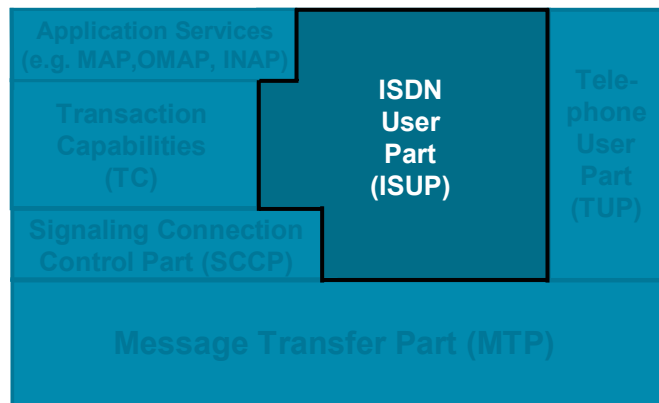 Application Services
(e.g. MAP,OMAP, INAP)
Transaction
Capabilities
(TC)
Signaling Connection
Control Part (SCCP)
ISDN
User
Part
(ISUP)
Tele-
phone
User
Part
(TUP)
Message Transfer Part (MTP)